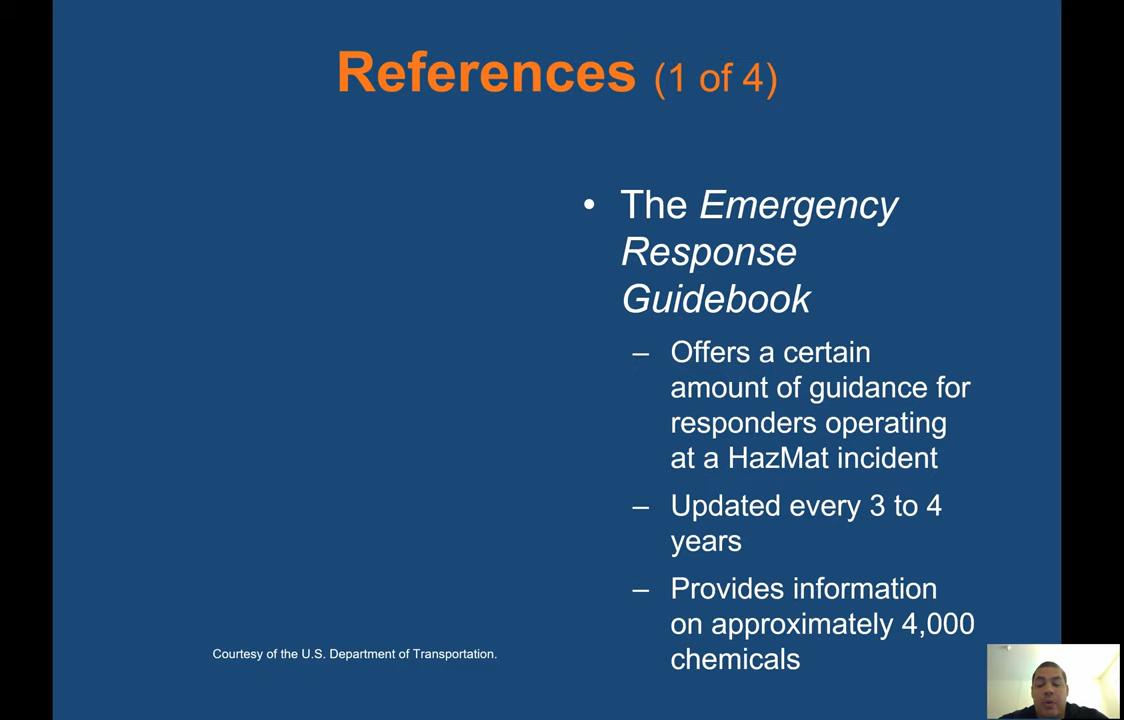 References (1 of 4)
• The Emergency
Response
Guidebook
– Offers a certain
amount of guidance for
responders operating
at a HazMat incident
– Updated every 3 to 4
years
– Provides information
on approximately 4,000
chemicals
Courtesy of the U.S. Department of Transportation.